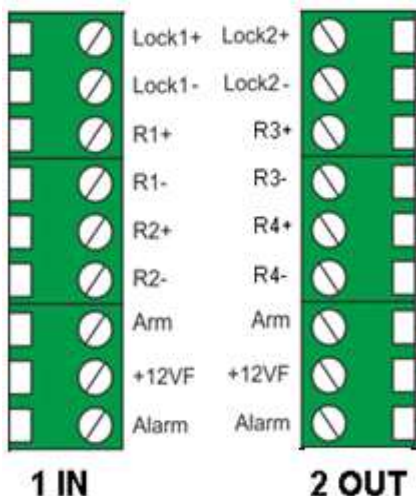 Lock1+ Lock2+
Lock1- Lock2-
R1+ R3+
R1- R3-
R2+ R4+
R2- R4-
Arm Arm
+12VF +12VF
Alarm Alarm
1 IN 2 OUT